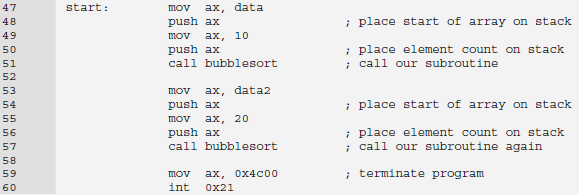 47 start: mov ax, data
48 push ax ; place start of array on stack
49 mov ax, 10
50 push ax ; place element count on stack
51 call bubblesort ; call our subroutine
52
53 mov ax, data2
54 push ax ; place start of array on stack
55 mov ax, 20
56 push ax ; place element count on stack
57 call bubblesort ; call our subroutine again
58
59 mov ax, 0x4c00 ; terminate program
60 int 0x21